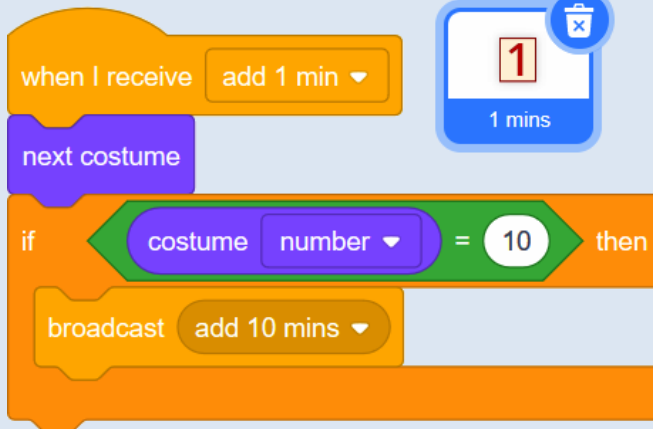 when I receive add 1 min
1
1 mins
next costume
if costume number = 10 then
broadcast add 10 mins